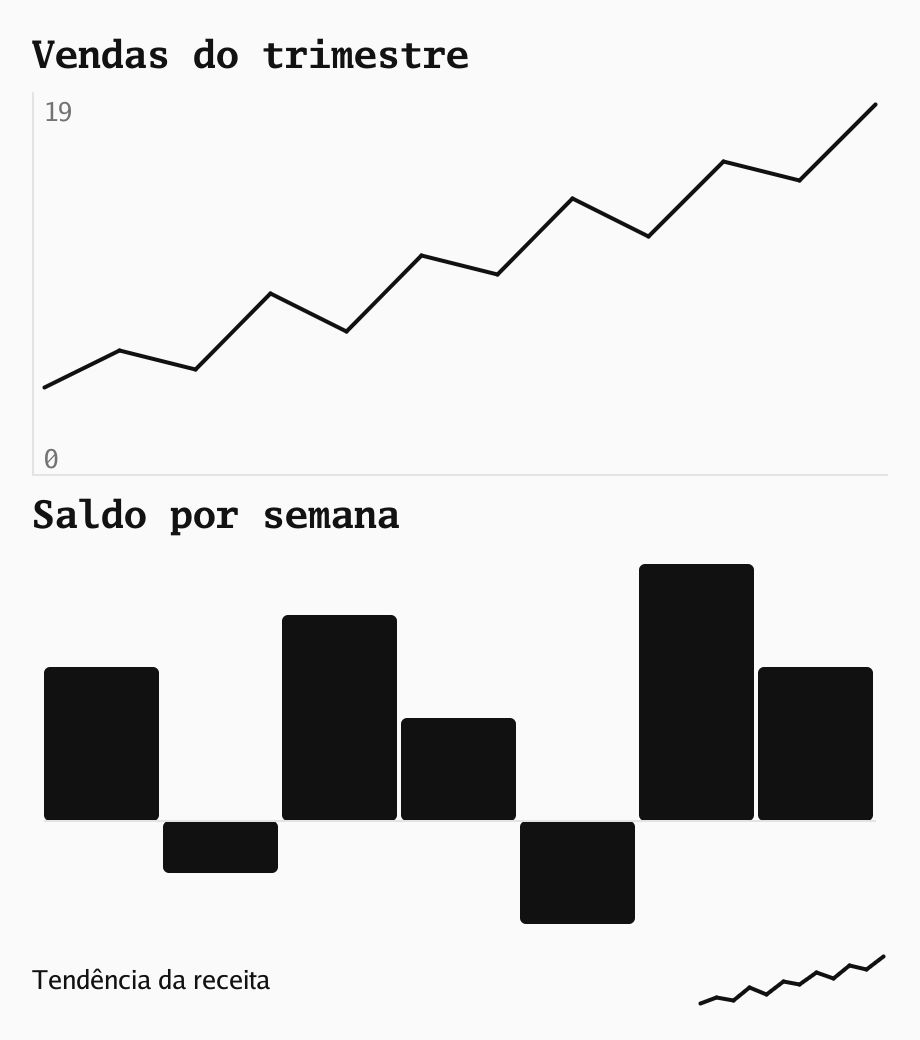 Vendas do trimestre
19
0
Saldo por semana
Tendência da receita